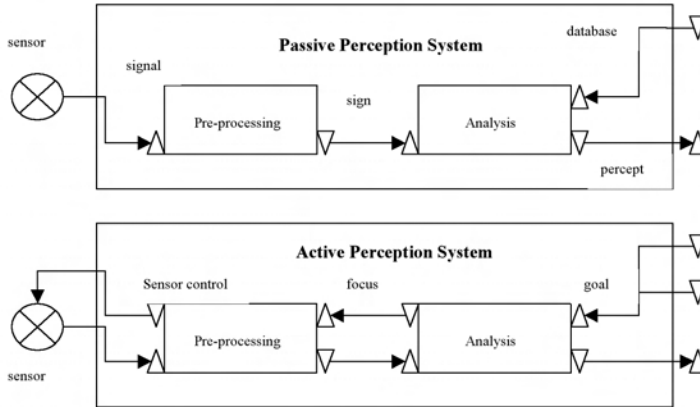 sensor
Passive Perception System
database
signal
sign
Pre-processing
Analysis
percept
Active Perception System
Sensor control
focus
goal
Pre-processing
Analysis
sensor